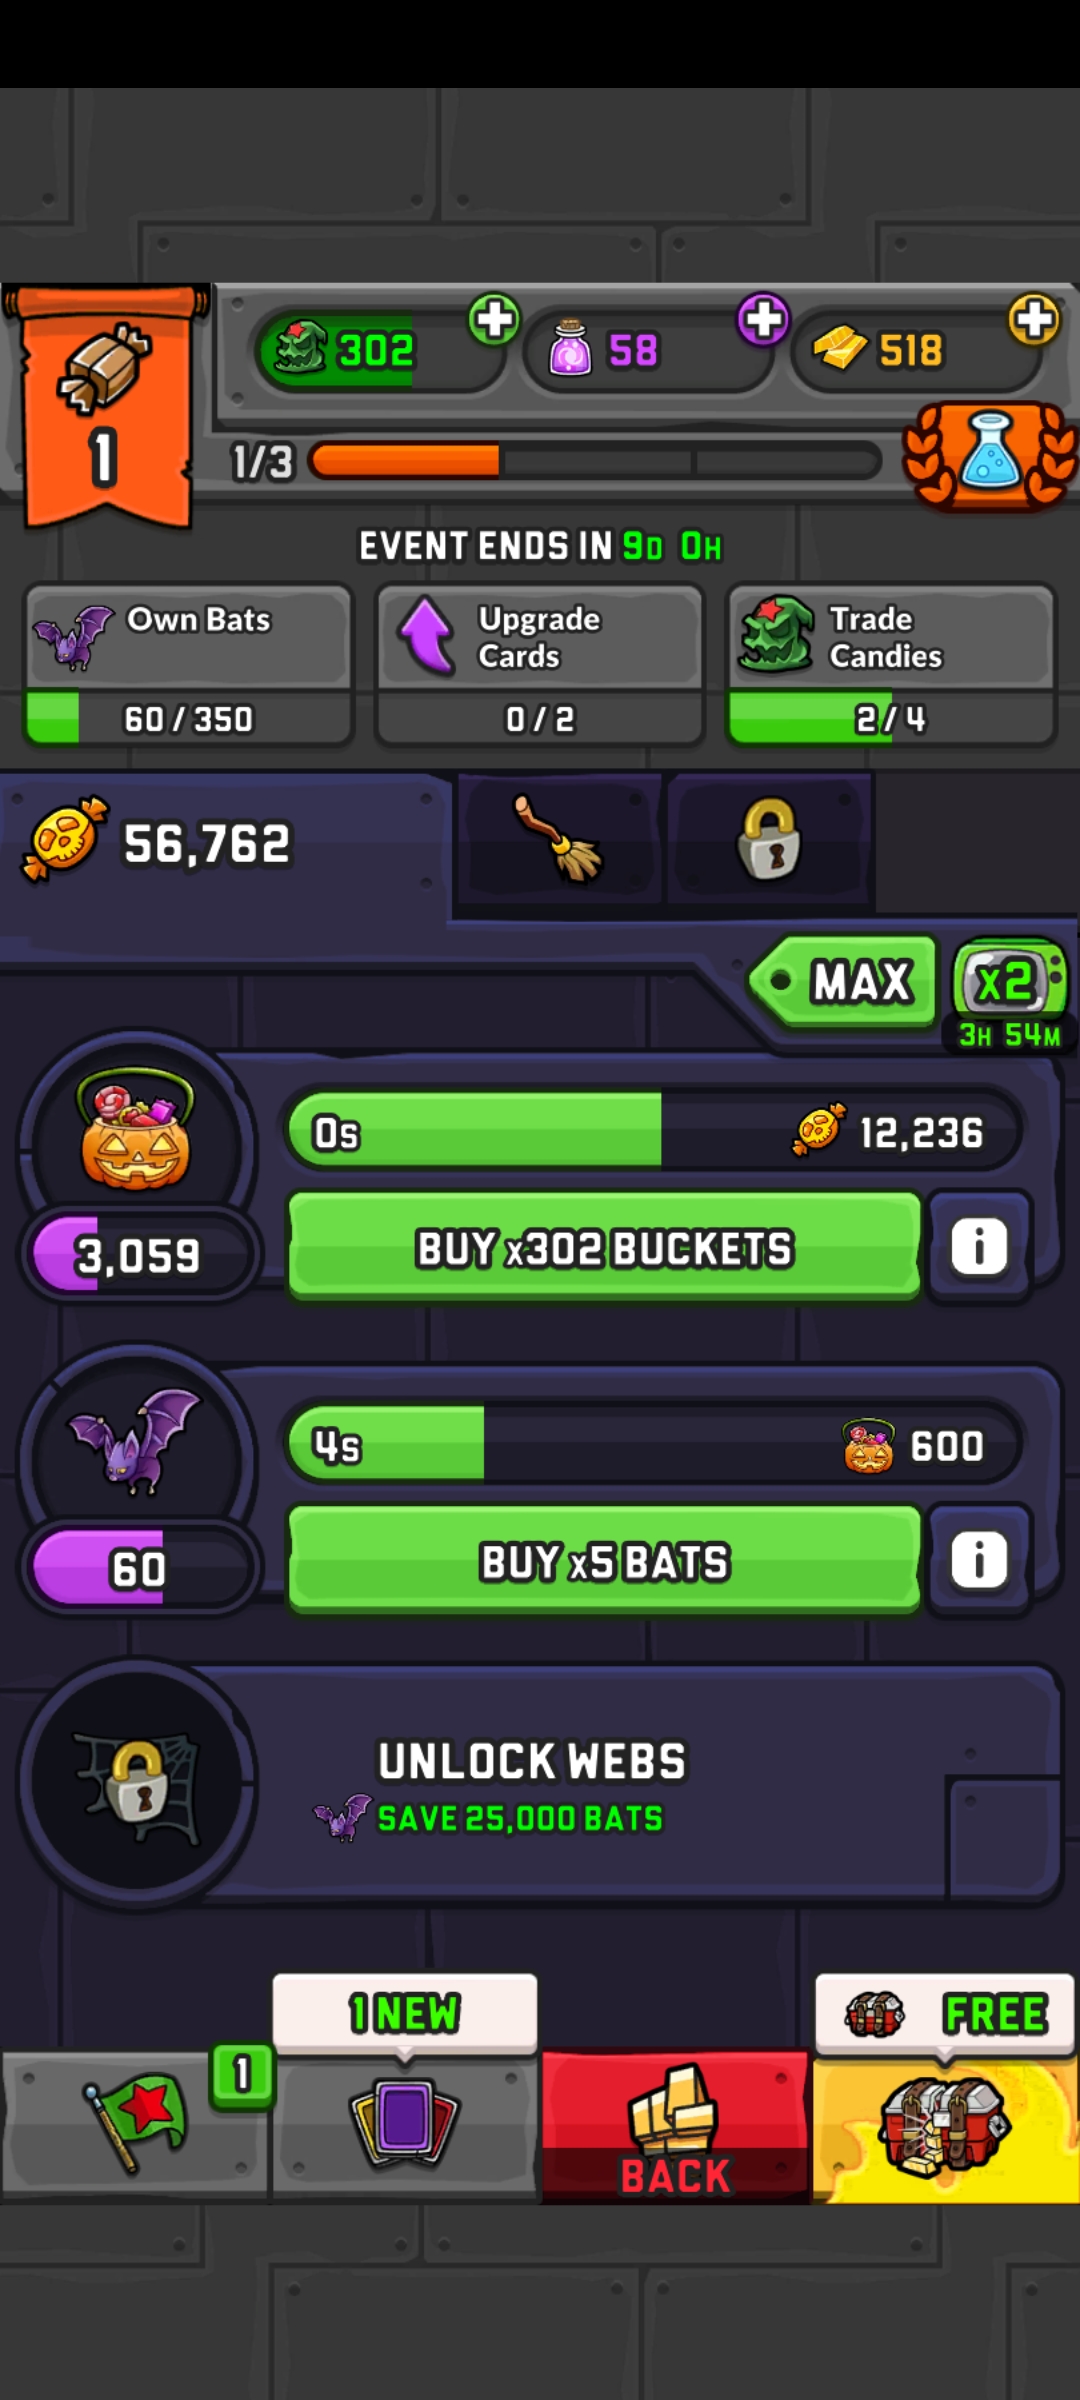 302
58
518
1
1/3
EVENT ENDS IN 9D 0H
Own Bats
60 / 350
Upgrade
Cards
0 / 2
Trade
Candies
2 / 4
56,762
MAX
x2
3H 54M
0s
12,236
3,059
BUY x302 BUCKETS
i
4s
600
60
BUY x5 BATS
i
UNLOCK WEBS
SAVE 25,000 BATS
1 NEW
FREE
1
BACK